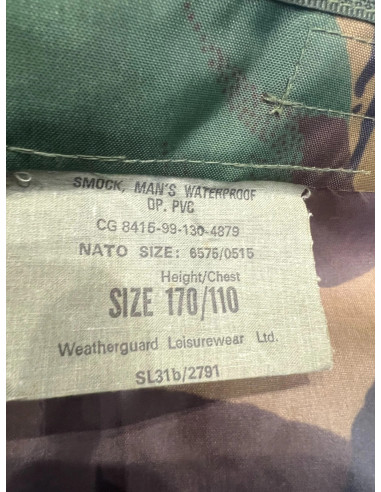 SMOCK, MAN'S WATERPROOF
DP. PVC
CG 8415-99-130-4879
NATO SIZE: 6575/0515
Height/Chest
SIZE 170/110
Weatherguard Leisurewear Ltd.
SL31b/2791